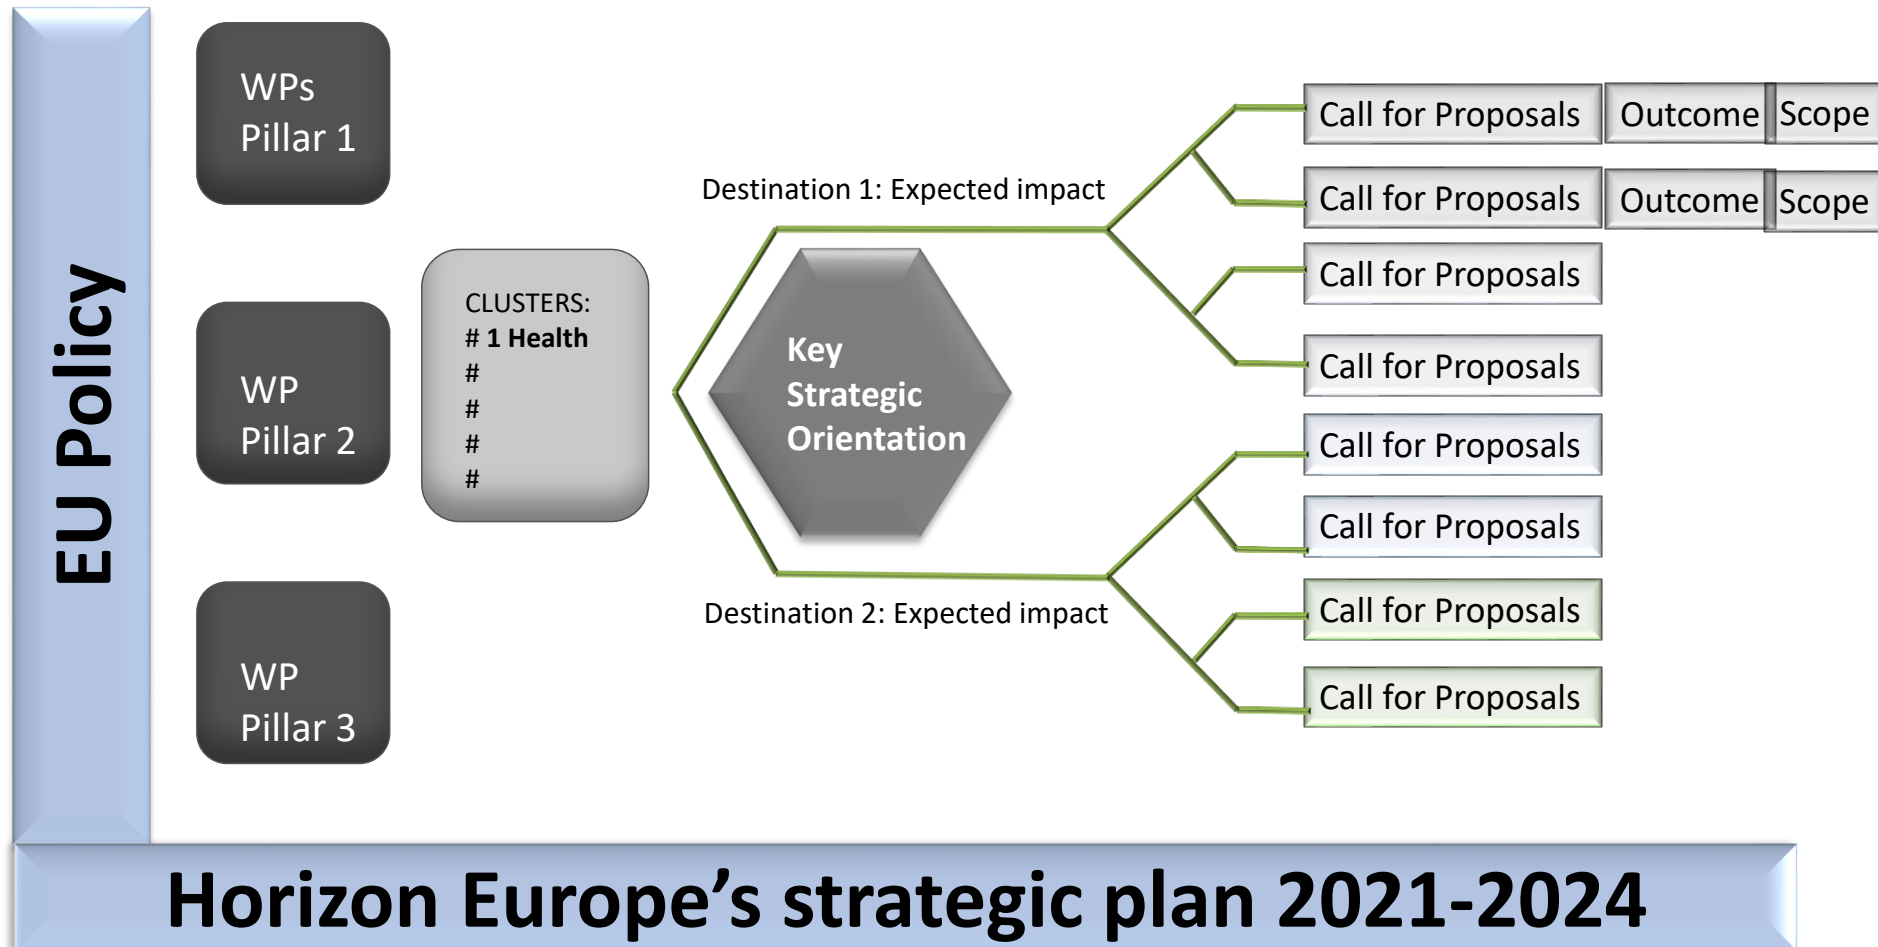 EU Policy
WPs
Pillar 1
WP
Pillar 2
WP
Pillar 3
CLUSTERS:
# 1 Health
#
#
#
#
Key
Strategic
Orientation
Destination 1: Expected impact
Destination 2: Expected impact
Call for Proposals Outcome Scope
Call for Proposals Outcome Scope
Call for Proposals
Call for Proposals
Call for Proposals
Call for Proposals
Call for Proposals
Call for Proposals
Horizon Europe’s strategic plan 2021-2024